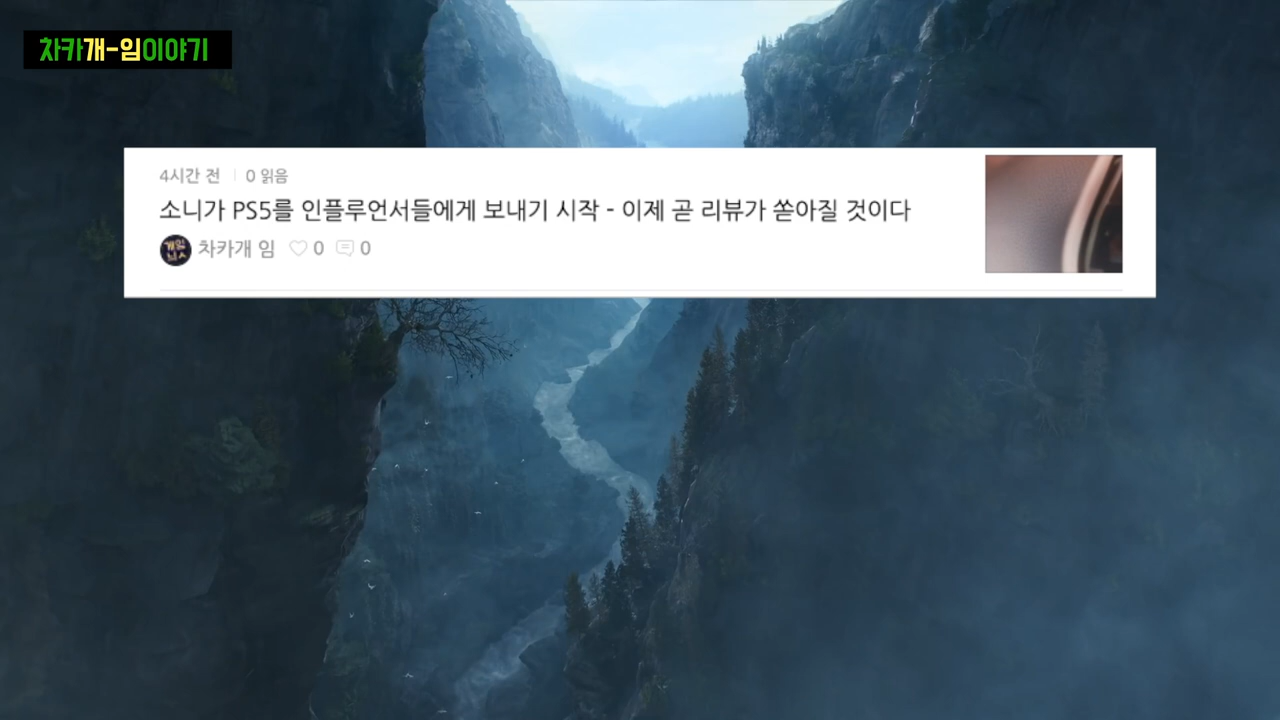 차카개-임이야기
4시간 전 0 읽음
소니가 PS5를 인플루언서들에게 보내기 시작 - 이제 곧 리뷰가 쏟아질 것이다
차카개 임 0 0